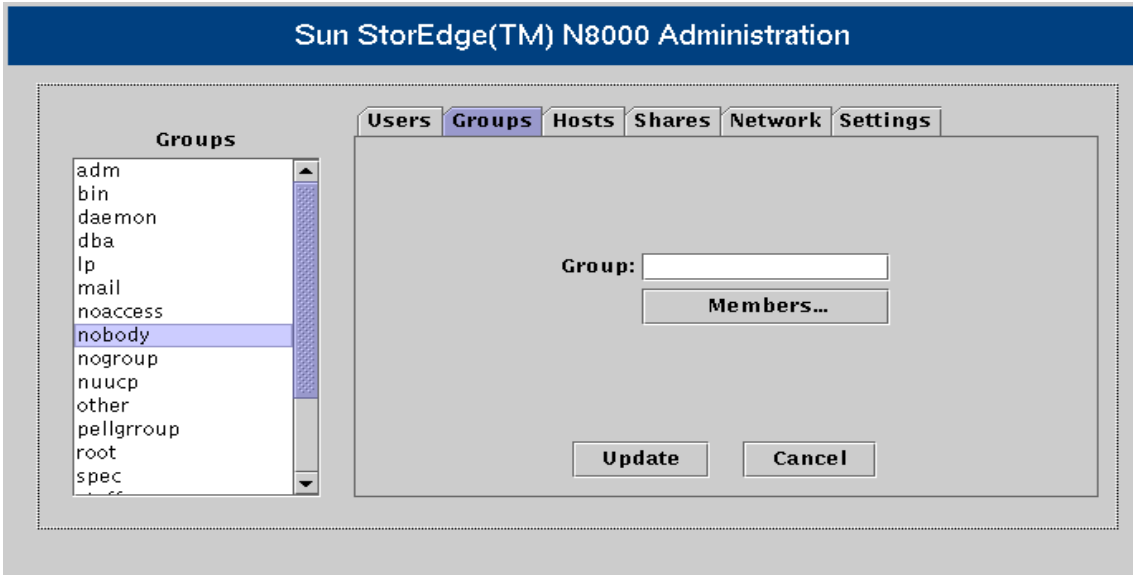 Sun StorEdge(TM) N8000 Administration
Users Groups Hosts Shares Network Settings
Groups
adm
bin
daemon
dba
lp
mail
noaccess
nobody
nogroup
nuucp
other
pellgrroup
root
spec
Group:
Members...
Update Cancel